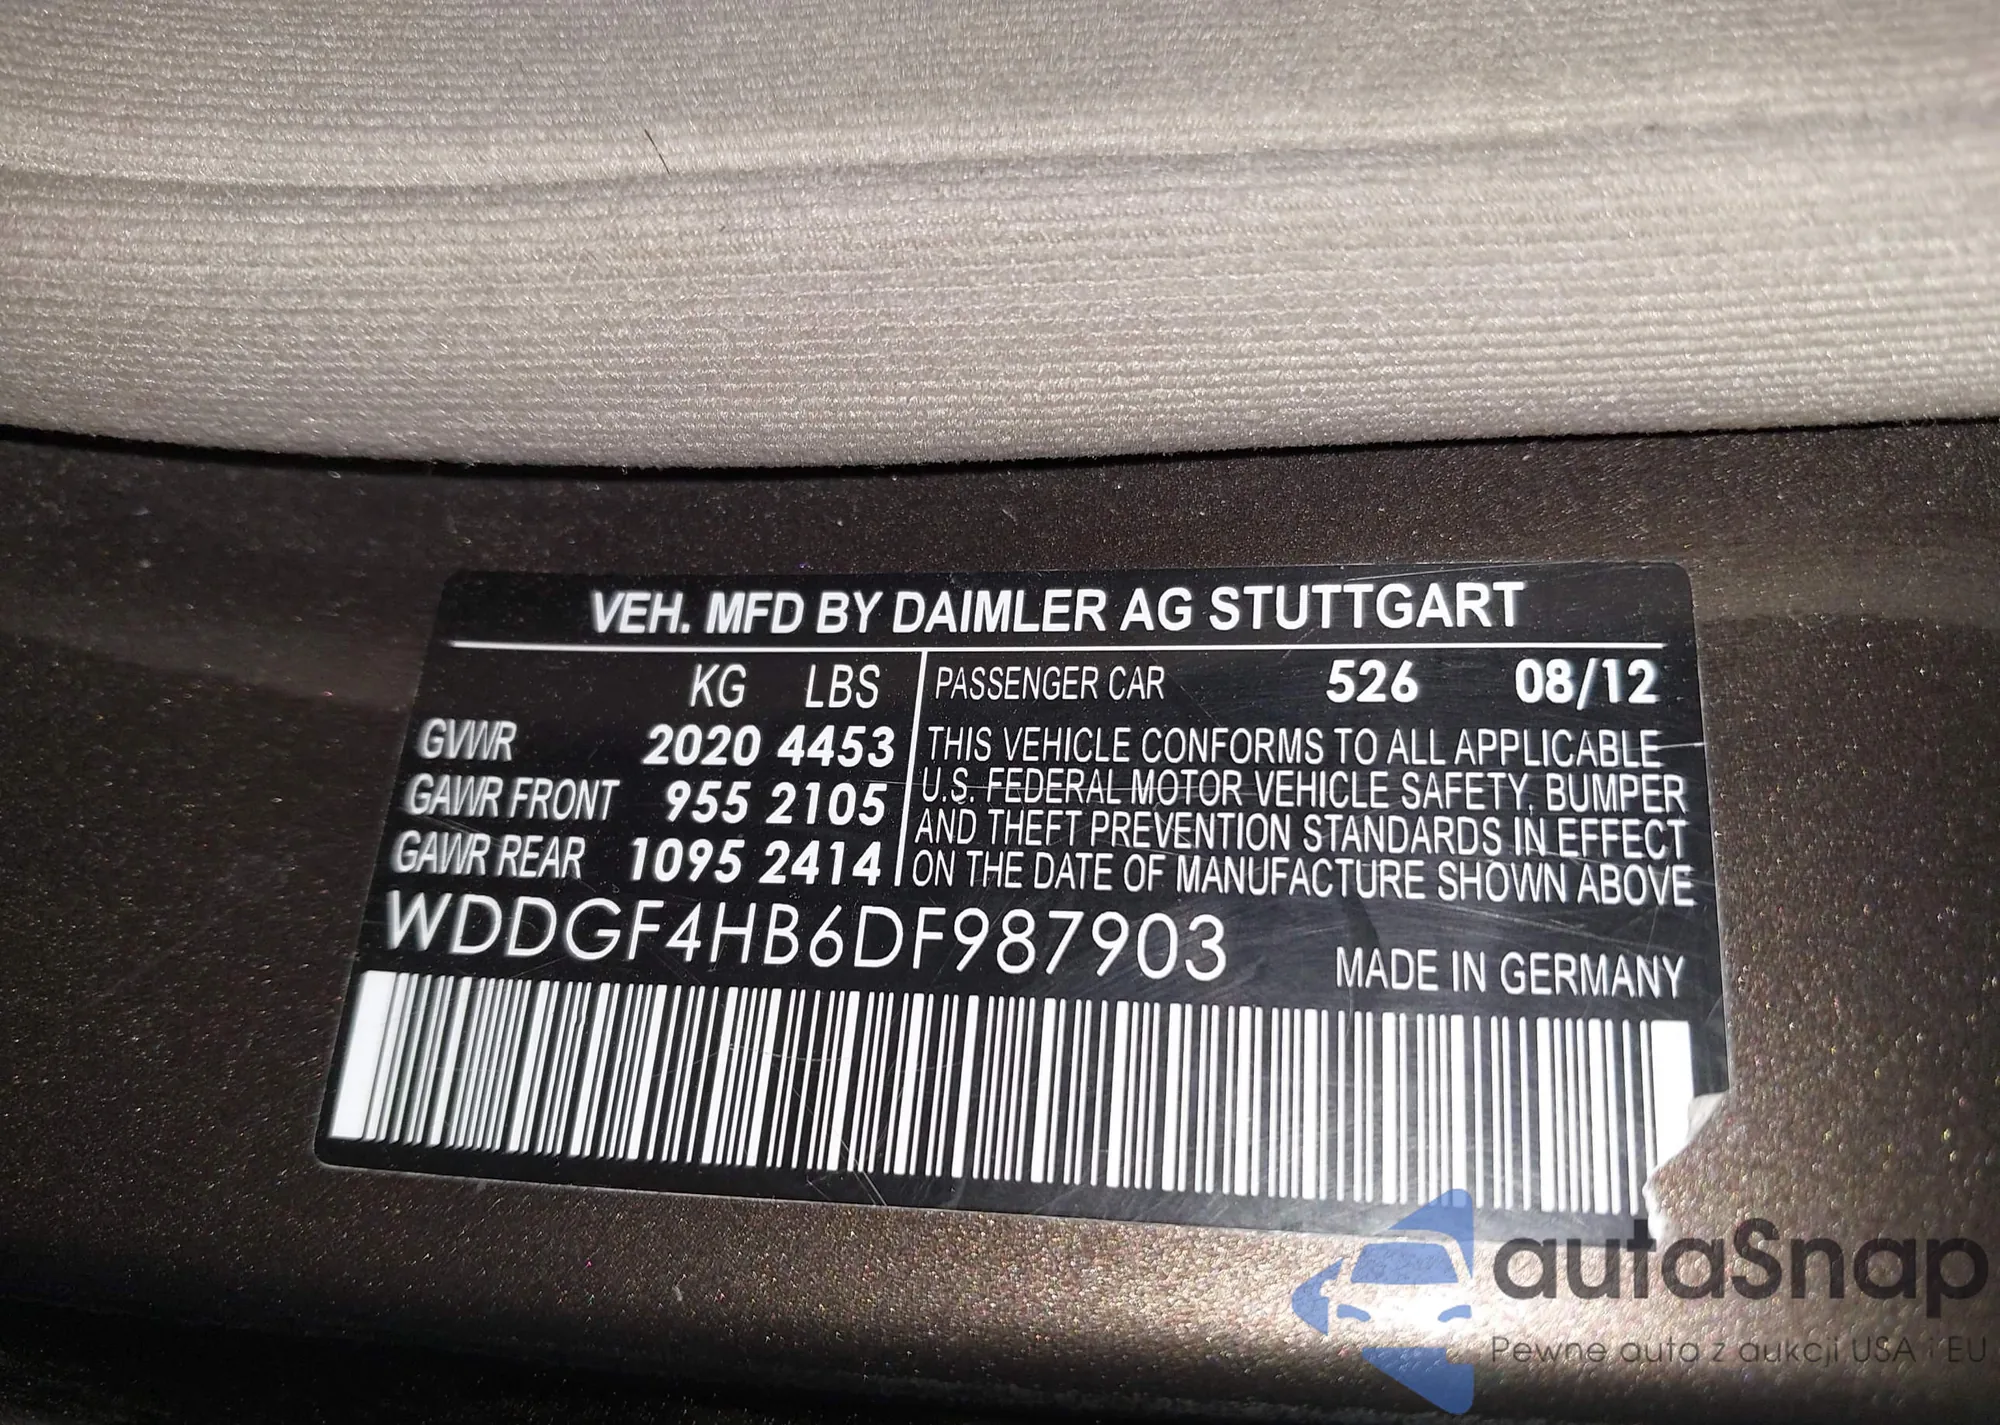 VEH. MFD BY DAIMLER AG STUTTGART
KG LBS
GVWR 2020 4453
GAWR FRONT 955 2105
GAWR REAR 1095 2414
PASSENGER CAR 526 08/12
THIS VEHICLE CONFORMS TO ALL APPLICABLE
U.S. FEDERAL MOTOR VEHICLE SAFETY, BUMPER
AND THEFT PREVENTION STANDARDS IN EFFECT
ON THE DATE OF MANUFACTURE SHOWN ABOVE
WDDGF4HB6DF987903
MADE IN GERMANY
autaSnap
Pewne auta z aukcji USA i EU